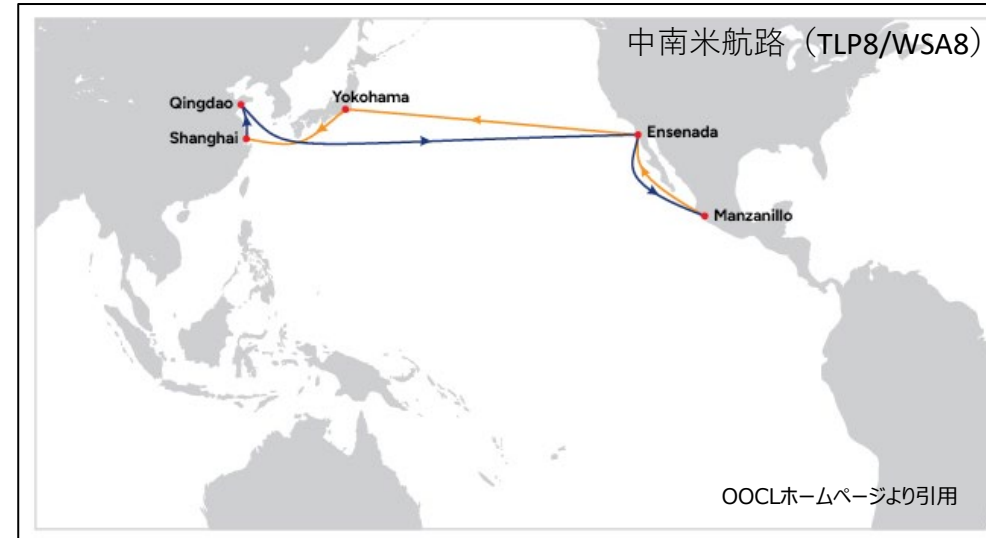 中南米航路（TLP8/WSA8）
Qingdao
Yokohama
Shanghai
Ensenada
Manzanillo
OOCLホームページより引用